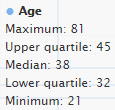 Age
Maximum: 81
Upper quartile: 45
Median: 38
Lower quartile: 32
Minimum: 21